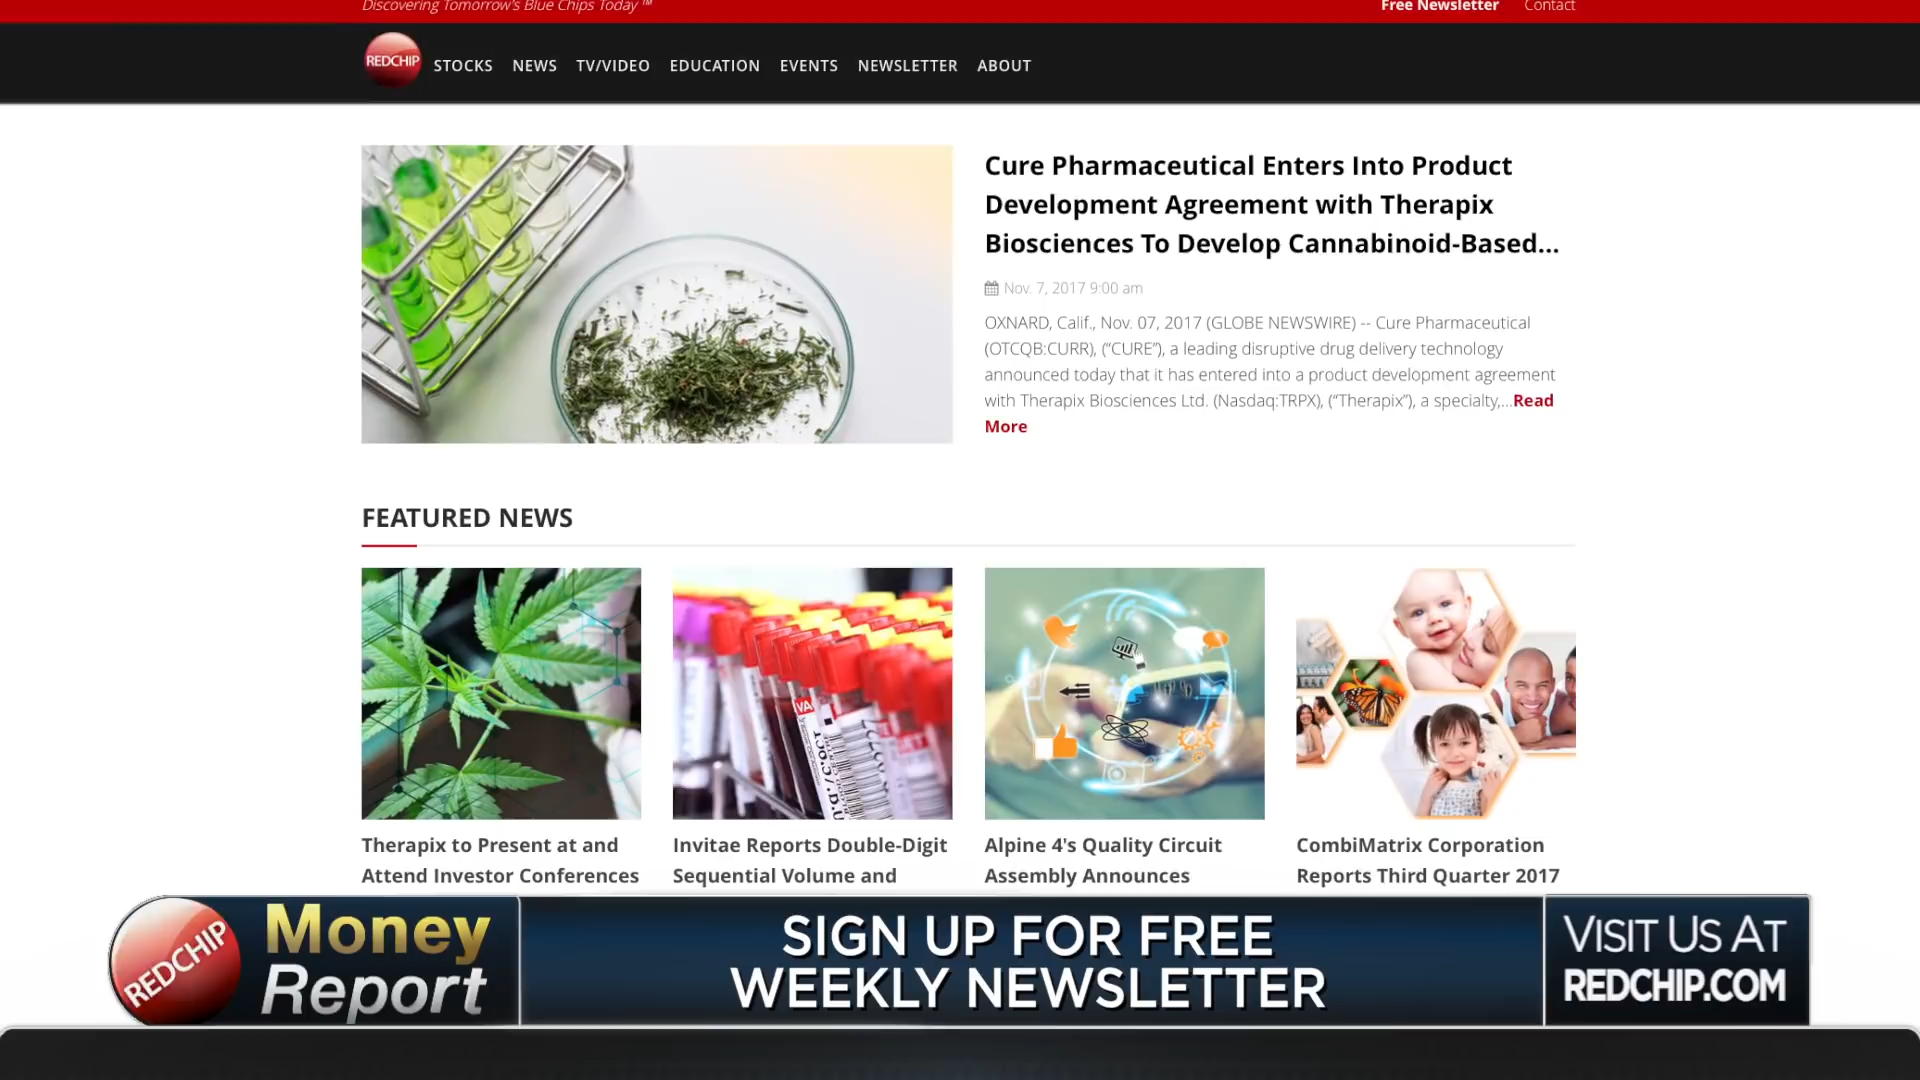 Discovering Tomorrow's Blue Chips Today ™
Free Newsletter Contact
REDCHIP STOCKS NEWS TV/VIDEO EDUCATION EVENTS NEWSLETTER ABOUT
Cure Pharmaceutical Enters Into Product
Development Agreement with Therapix
Biosciences To Develop Cannabinoid-Based...
Nov. 7, 2017 9:00 am
OXNARD, Calif., Nov. 07, 2017 (GLOBE NEWSWIRE) -- Cure Pharmaceutical
(OTCQB:CURR), (“CURE”), a leading disruptive drug delivery technology
announced today that it has entered into a product development agreement
with Therapix Biosciences Ltd. (Nasdaq:TRPX), (“Therapix”), a specialty,...Read
More
FEATURED NEWS
VA
Therapix to Present at and
Attend Investor Conferences
Invitae Reports Double-Digit
Sequential Volume and
Alpine 4's Quality Circuit
Assembly Announces
CombiMatrix Corporation
Reports Third Quarter 2017
REDCHIP
Money
Report
SIGN UP FOR FREE
WEEKLY NEWSLETTER
VISIT US AT
REDCHIP.COM